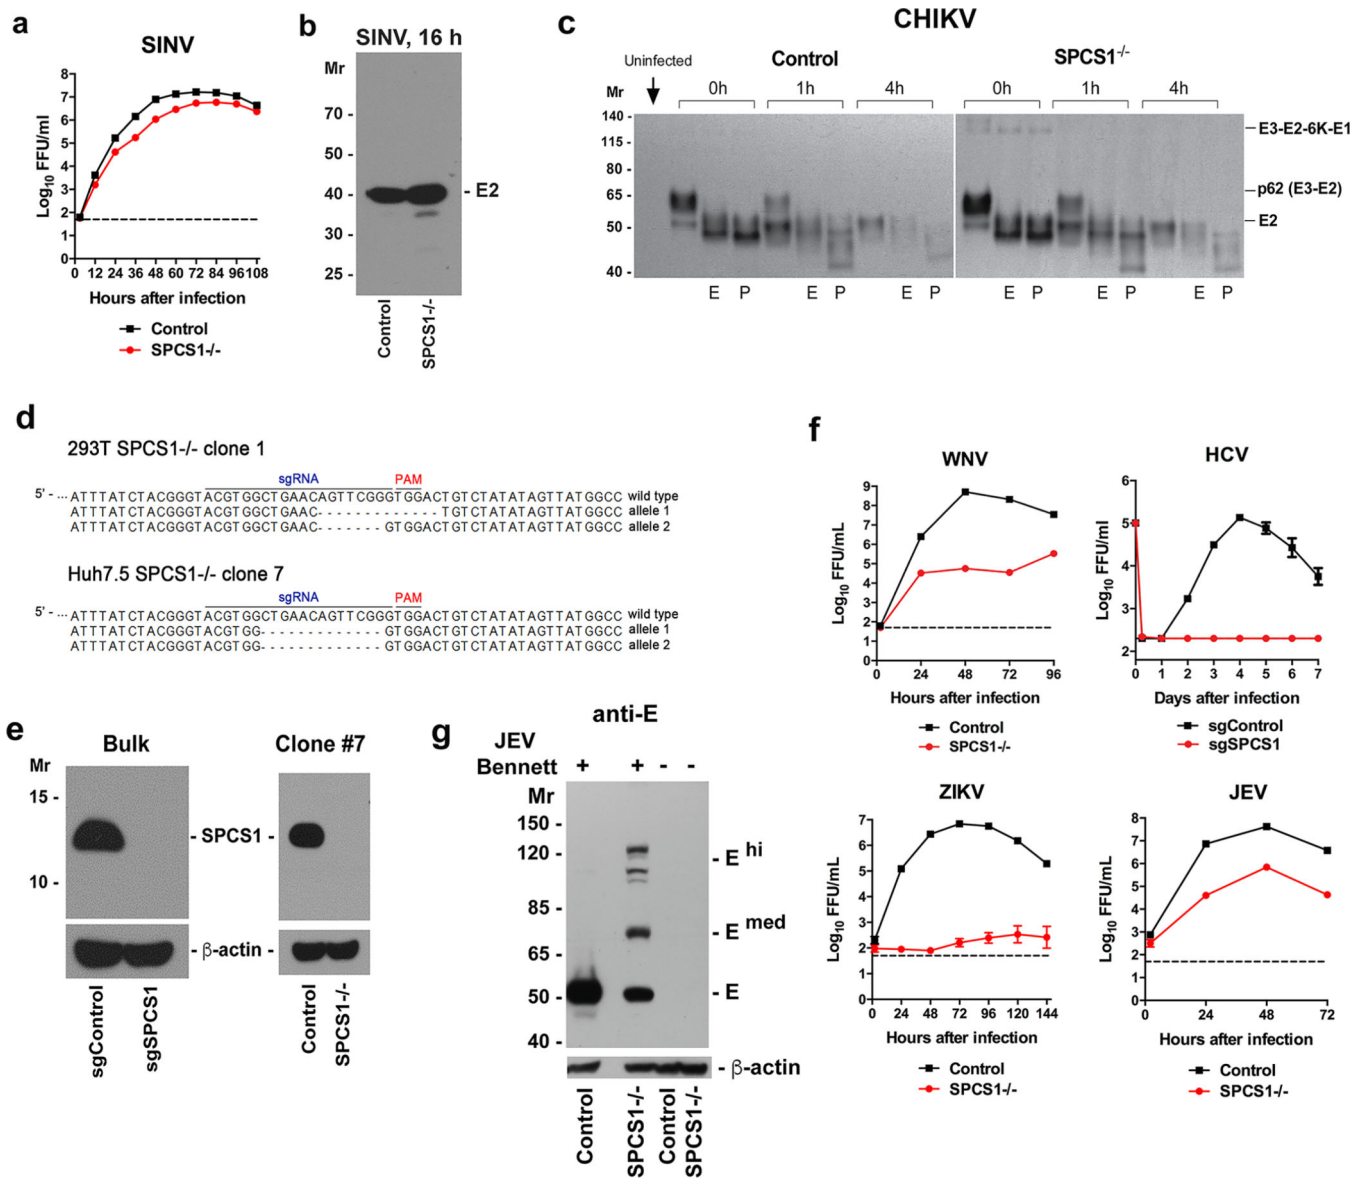 a
SINV
Log10 FFU/ml
8
7
6
5
4
3
2
1
0
0 12 24 36 48 60 72 84 96 108
Hours after infection
Control
SPCS1-/-
b
SINV, 16 h
Mr
70 -
50 -
40 -
30 -
25 -
- E2
Control
SPCS1-/-
c
CHIKV
Uninfected
Control
SPCS1-/-
Mr
0h 1h 4h 0h 1h 4h
140 -
115-
80 -
60 -
50 -
40 -
E3-E2-6K-E1
p62 (E3-E2)
E2
E P E P E P E P E P E P
d
293T SPCS1-/- clone 1
sgRNA PAM
5' - ... ATTTATCTACGGGTACGTGGCTGAACAGTTCGGGTGGACTGTCTATATAGTTATGGCC wild type
ATTTATCTACGGGTACGTGGCTGAAC- - - - - - - - - - - - -TGTCTATATAGTTATGGCC allele 1
ATTTATCTACGGGTACGTGGCTGAAC- - - - - - -GTGGACTGTCTATATAGTTATGGCC allele 2
Huh7.5 SPCS1-/- clone 7
sgRNA PAM
5' - ... ATTTATCTACGGGTACGTGGCTGAACAGTTCGGGTGGACTGTCTATATAGTTATGGCC wild type
ATTTATCTACGGGTACGTGG- - - - - - - - - - - - -GTGGACTGTCTATATAGTTATGGCC allele 1
ATTTATCTACGGGTACGTGG- - - - - - - - - - - - -GTGGACTGTCTATATAGTTATGGCC allele 2
e
Bulk
Clone #7
Mr
15 -
10 -
- SPCS1 -
- β-actin -
sgControl
sgSPCS1
Control
SPCS1-/-
f
WNV
Log10 FFU/mL
9
8
7
6
5
4
3
2
1
0
0 24 48 72 96
Hours after infection
Control
SPCS1-/-
HCV
Log10 FFU/ml
6
5
4
3
2
1 2 3 4 5 6 7
Days after infection
sgControl
sgSPCS1
ZIKV
Log10 FFU/mL
7
6
5
4
3
2
1
0
0 24 48 72 96 120 144
Hours after infection
Control
SPCS1-/-
JEV
Log10 FFU/mL
8
7
6
5
4
3
2
1
0
0 24 48 72
Hours after infection
Control
SPCS1-/-
g
anti-E
JEV
Bennett + + - -
Mr
150 -
120 -
85 -
65 -
50 -
40 -
- E hi
- E med
- E
- β-actin
Control
SPCS1-/-
Control
SPCS1-/-